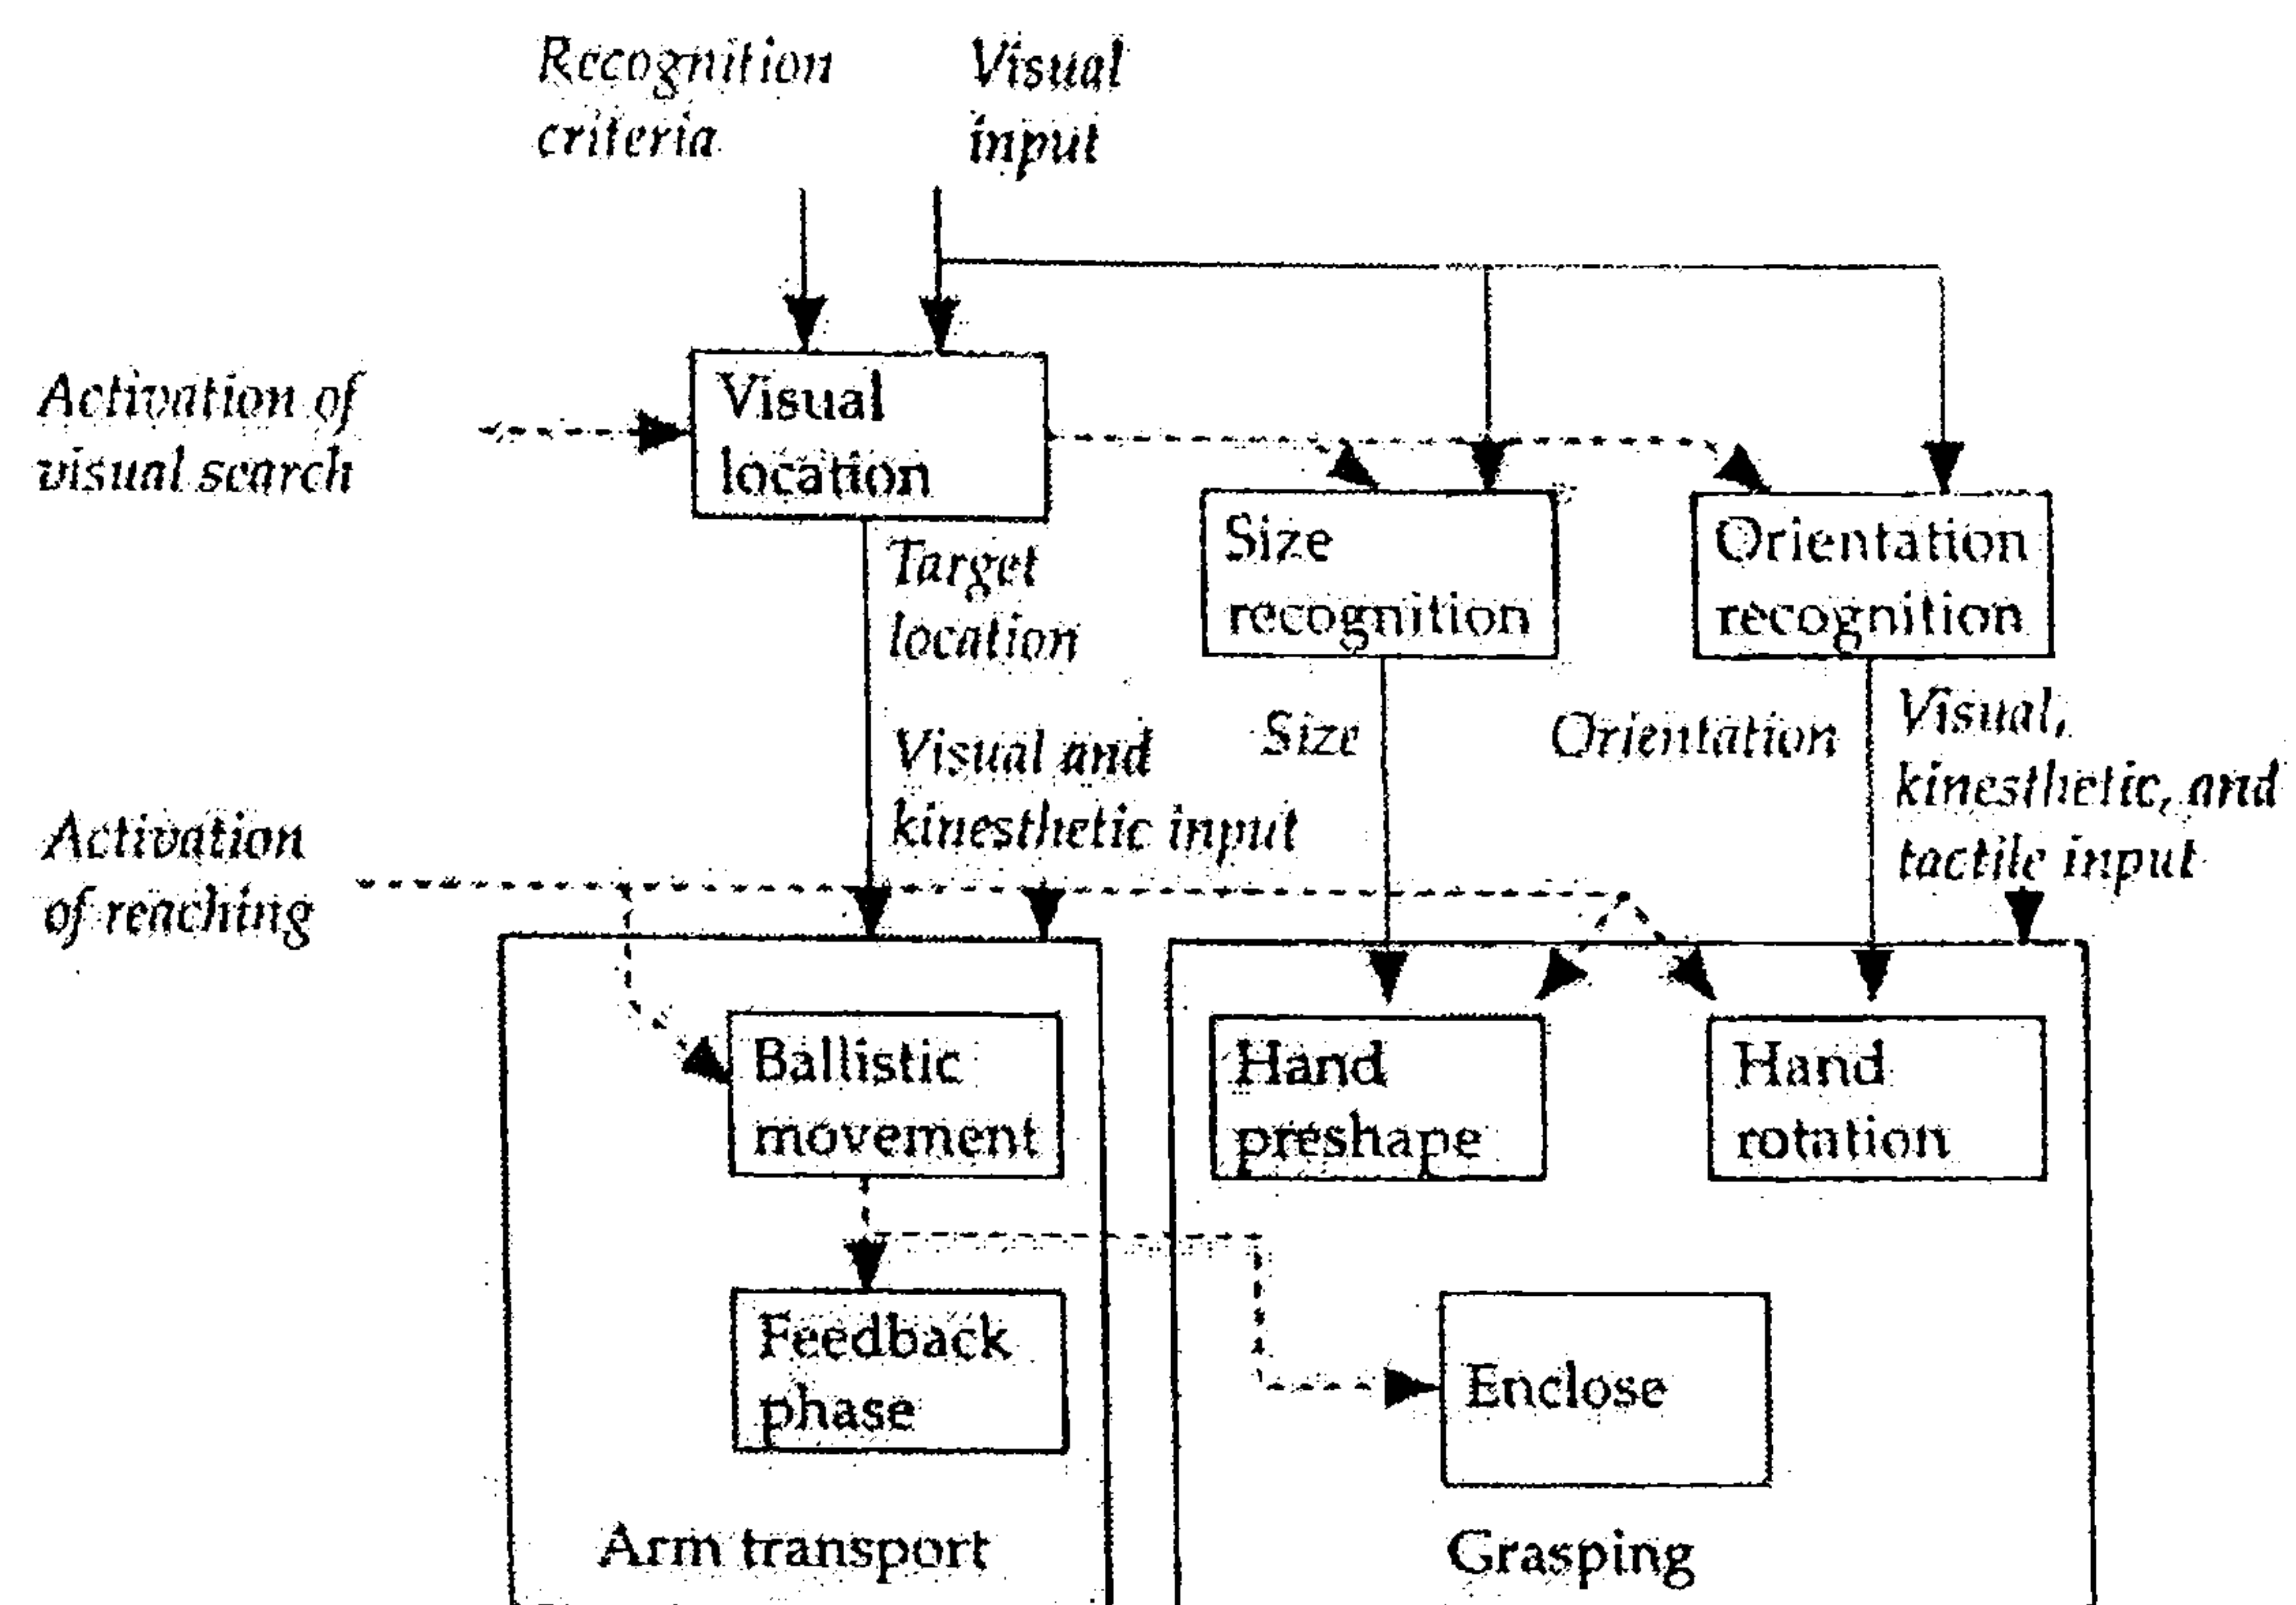 Recognition
criteria
Visual
input
Activation of
visual search
Visual
location
Size
recognition
Orientation
recognition
Target
location
Size
Orientation
Visual and
kinesthetic input
Visual,
kinesthetic, and
tactile input
Activation
of reaching
Ballistic
movement
Hand
preshape
Hand
rotation
Feedback
phase
Enclose
Arm transport
Grasping